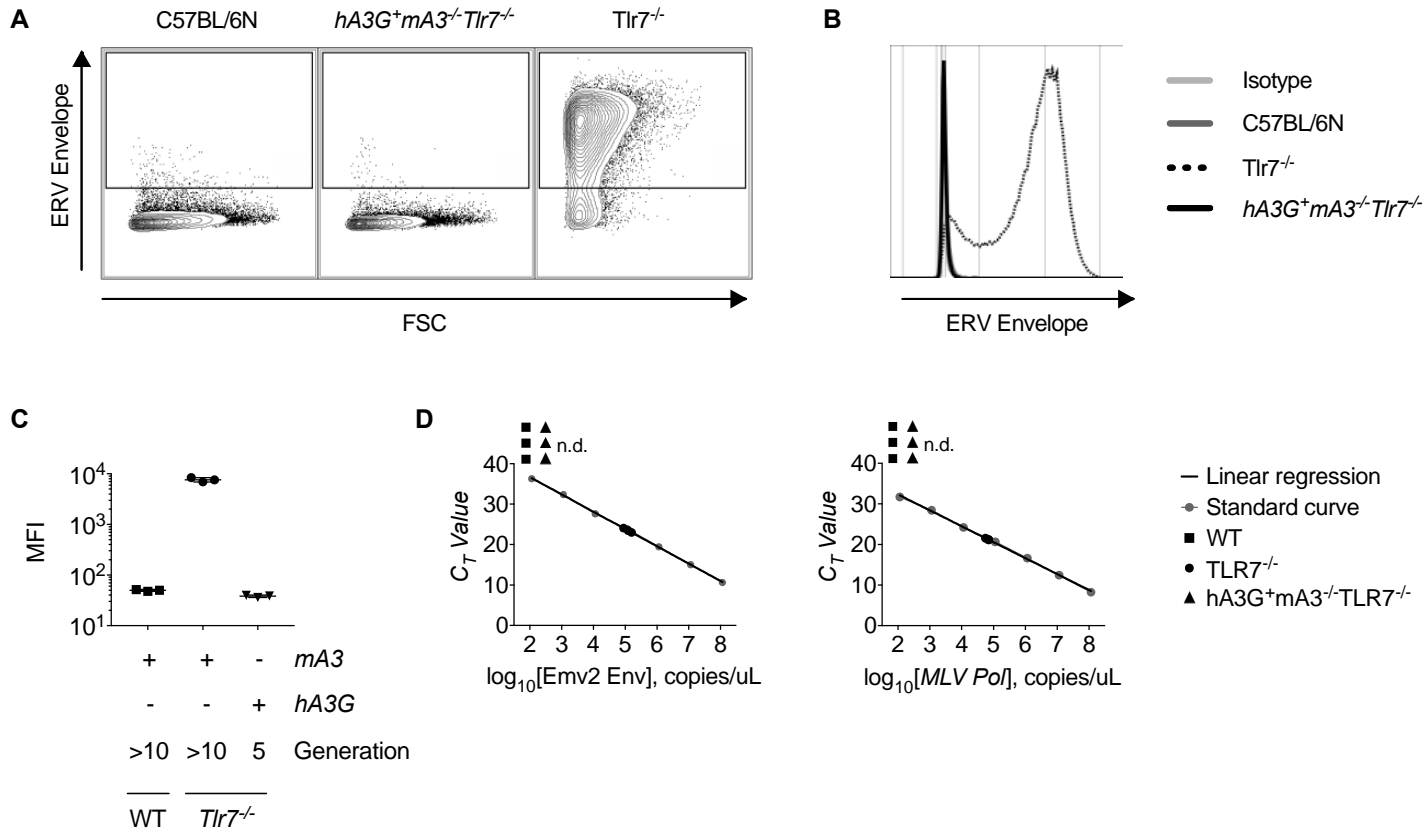 A
C57BL/6N
hA3G+mA3-/-Tlr7-/-
Tlr7-/-
ERV Envelope
FSC
B
Isotype
C57BL/6N
Tlr7-/-
hA3G+mA3-/-Tlr7-/-
ERV Envelope
C
MFI
10^4
10^3
10^2
10^1
+ + - mA3
- - + hA3G
>10 >10 5 Generation
WT Tlr7-/-
D
n.d.
C_T Value
40
30
20
10
0
2 3 4 5 6 7 8
log10[Emv2 Env], copies/uL
n.d.
C_T Value
40
30
20
10
0
2 3 4 5 6 7 8
log10[MLV Pol], copies/uL
Linear regression
Standard curve
WT
TLR7-/-
hA3G+mA3-/-TLR7-/-